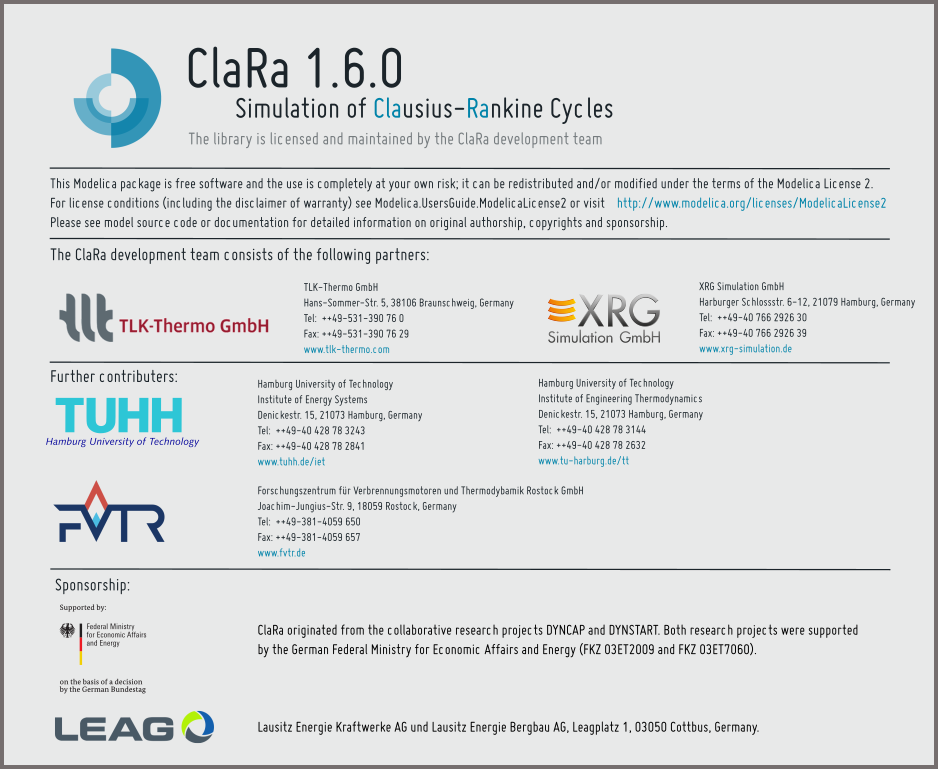 ClaRa 1.6.0
Simulation of Clausius-Rankine Cycles
The library is licensed and maintained by the ClaRa development team
This Modelica package is free software and the use is completely at your own risk; it can be redistributed and/or modified under the terms of the Modelica License 2.
For license conditions (including the disclaimer of warranty) see Modelica.UsersGuide.ModelicaLicense2 or visit http://www.modelica.org/licenses/ModelicaLicense2
Please see model source code or documentation for detailed information on original authorship, copyrights and sponsorship.
The ClaRa development team consists of the following partners:
tlt TLK-Thermo GmbH
TLK-Thermo GmbH
Hans-Sommer-Str. 5, 38106 Braunschweig, Germany
Tel: ++49-531-390 76 0
Fax: ++49-531-390 76 29
www.tlk-thermo.com
XRG
Simulation GmbH
XRG Simulation GmbH
Harburger Schlossstr. 6-12, 21079 Hamburg, Germany
Tel: ++49-40 766 2926 30
Fax: ++49-40 766 2926 39
www.xrg-simulation.de
Further contributers:
TUHH
Hamburg University of Technology
Hamburg University of Technology
Institute of Energy Systems
Denickestr. 15, 21073 Hamburg, Germany
Tel: ++49-40 428 78 3243
Fax: ++49-40 428 78 2841
www.tuhh.de/iet
Hamburg University of Technology
Institute of Engineering Thermodynamics
Denickestr. 15, 21073 Hamburg, Germany
Tel: ++49-40 428 78 3144
Fax: ++49-40 428 78 2632
www.tu-harburg.de/tt
FVTR
Forschungszentrum für Verbrennungsmotoren und Thermodybamik Rostock GmbH
Joachim-Jungius-Str. 9, 18059 Rostock, Germany
Tel: ++49-381-4059 650
Fax: ++49-381-4059 657
www.fvtr.de
Sponsorship:
Supported by:
Federal Ministry
for Economic Affairs
and Energy
on the basis of a decision
by the German Bundestag
ClaRa originated from the collaborative research projects DYNCAP and DYNSTART. Both research projects were supported
by the German Federal Ministry for Economic Affairs and Energy (FKZ 03ET2009 and FKZ 03ET7060).
LEAG
Lausitz Energie Kraftwerke AG und Lausitz Energie Bergbau AG, Leagplatz 1, 03050 Cottbus, Germany.